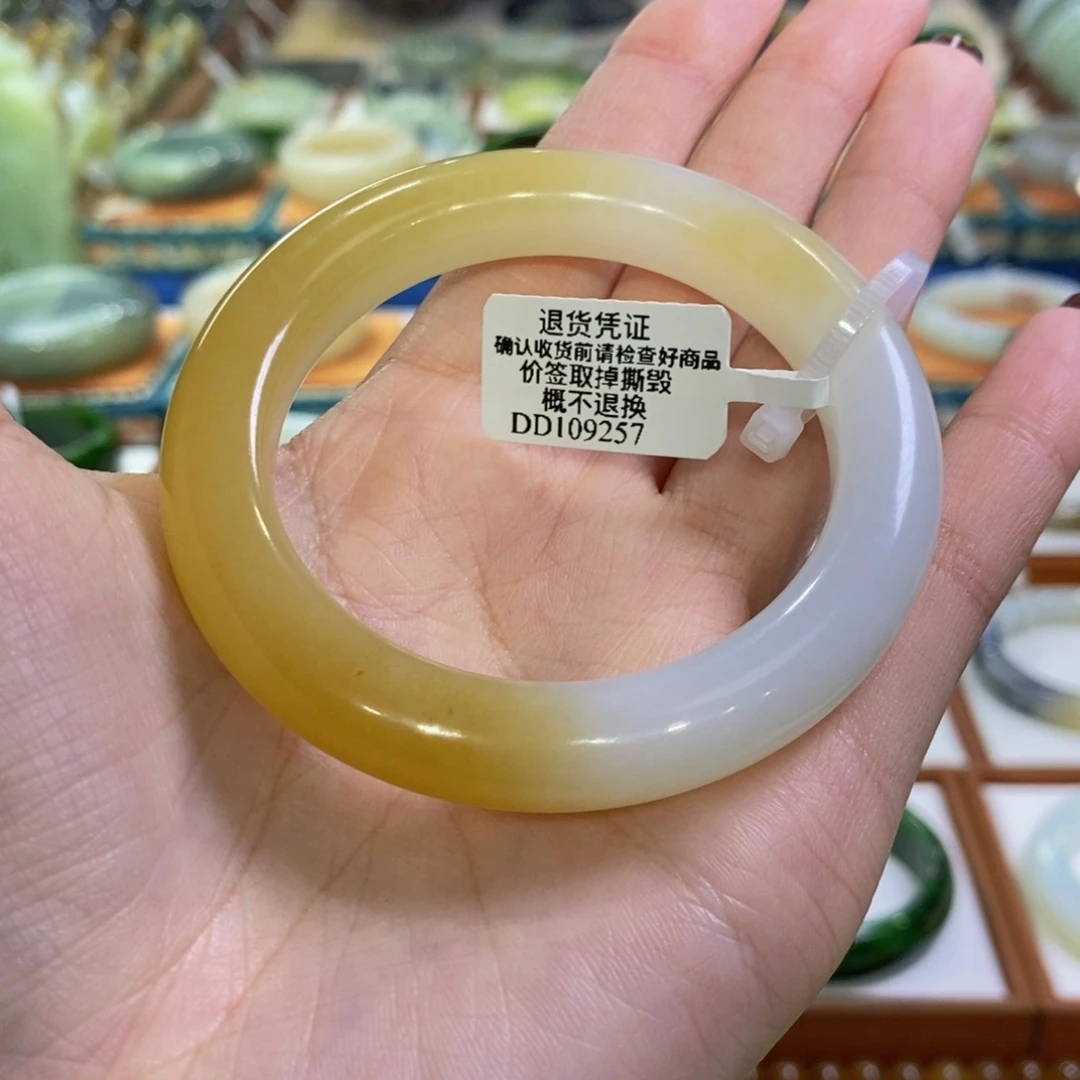 退货凭证
确认收货前请检查好商品
价签取掉撕毁
概不退换
DD109257